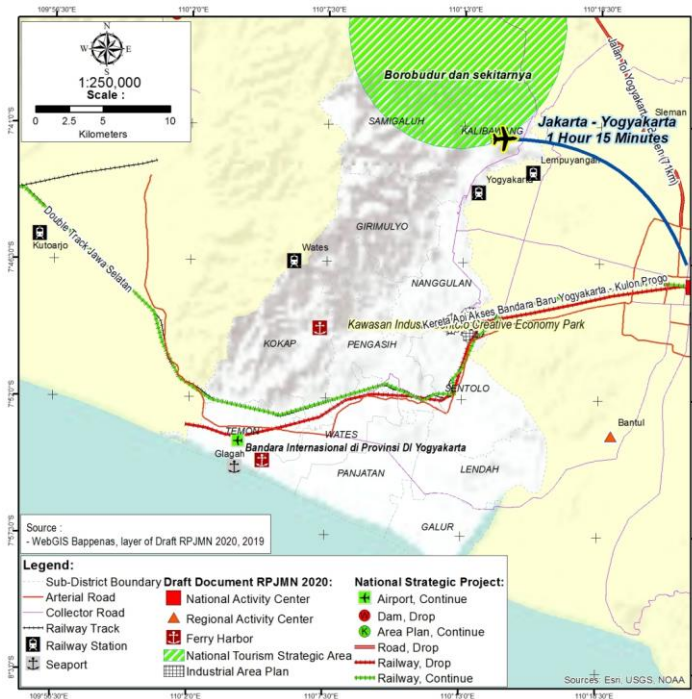 109°56'30"E
110°2'0"E
110°7'30"E
110°13'0"E
110°18'30"E
N
W
E
S
1:250,000
Scale :
0 2.5 5 10
Kilometers
Borobudur dan sekitarnya
SAMIGALUH
KALIBAWANG
Jakarta - Yogyakarta
1 Hour 15 Minutes
Sleman
Lempuyangan
Yogyakarta
Kutoarjo
Double Track Jawa Selatan
Wates
GIRIMULYO
NANGGULAN
Kereta Api Akses Bandara Baru Yogyakarta - Kulon Progo
Creative Economy Park
KOKAP
PENGASIH
SENTOLO
TEMON
WATES
Bandara Internasional di Provinsi DI Yogyakarta
Glagah
Bantul
PANJATAN
LENDAH
GALUR
Source :
- WebGIS Bappenas, layer of Draft RPJMN 2020, 2019
Legend:
Sub-District Boundary
Arterial Road
Collector Road
Railway Track
Railway Station
Seaport
Draft Document RPJMN 2020:
National Activity Center
Regional Activity Center
Ferry Harbor
National Tourism Strategic Area
Industrial Area Plan
National Strategic Project:
Airport, Continue
Dam, Drop
Area Plan, Continue
Road, Drop
Railway, Drop
Railway, Continue
Sources: Esri, USGS, NOAA